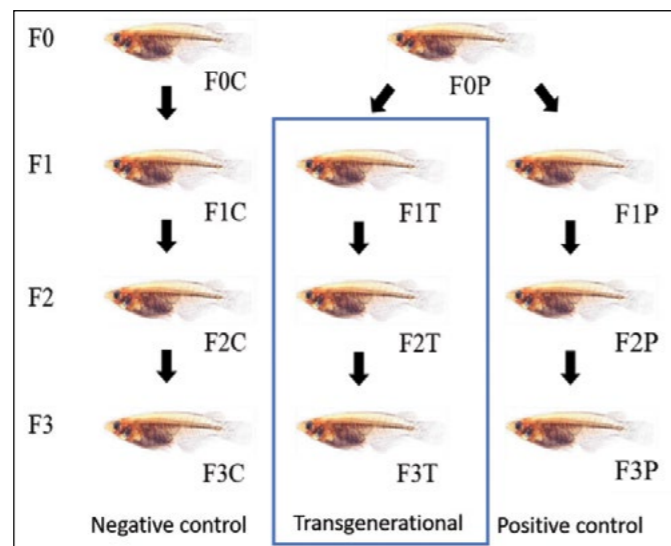 F0
F0C
F0P
F1
F1C
F1T
F1P
F2
F2C
F2T
F2P
F3
F3C
F3T
F3P
Negative control Transgenerational Positive control